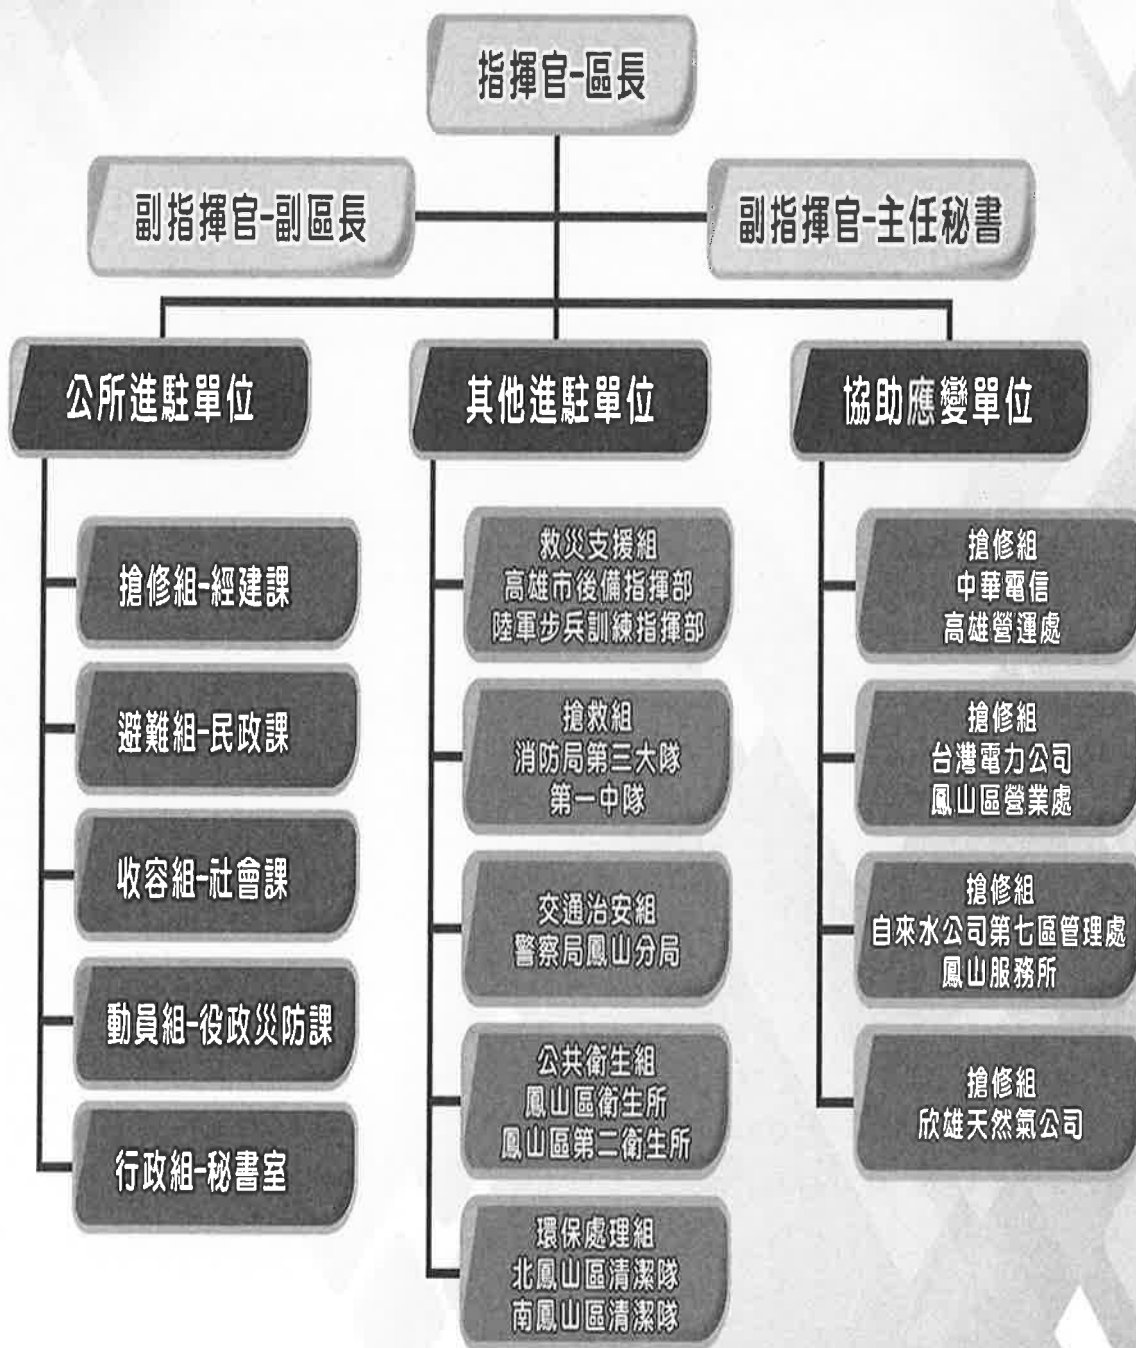 指揮官-區長
副指揮官-副區長
副指揮官-主任秘書
公所進駐單位
搶修組-經建課
避難組-民政課
收容組-社會課
動員組-役政災防課
行政組-秘書室
其他進駐單位
救災支援組
高雄市後備指揮部
陸軍步兵訓練指揮部
搶救組
消防局第三大隊
第一中隊
交通治安組
警察局鳳山分局
公共衛生組
鳳山區衛生所
鳳山區第二衛生所
環保處理組
北鳳山區清潔隊
南鳳山區清潔隊
協助應變單位
搶修組
中華電信
高雄營運處
搶修組
台灣電力公司
鳳山區營業處
搶修組
自來水公司第七區管理處
鳳山服務所
搶修組
欣雄天然氣公司